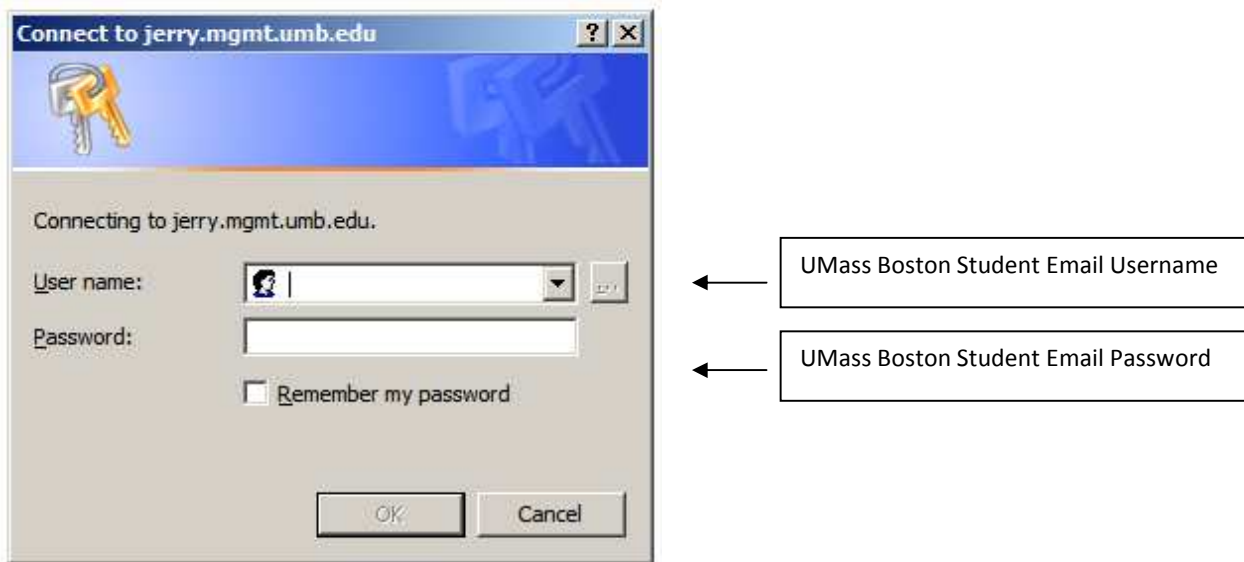 Connect to jerry.mgmt.umb.edu
Connecting to jerry.mgmt.umb.edu.
User name:
UMass Boston Student Email Username
Password:
UMass Boston Student Email Password
Remember my password
OK
Cancel